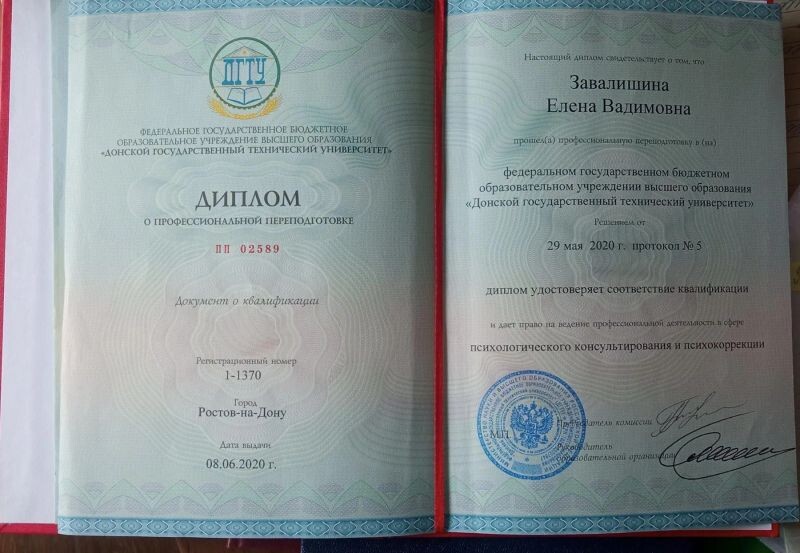 ДГТУ
ФЕДЕРАЛЬНОЕ ГОСУДАРСТВЕННОЕ БЮДЖЕТНОЕ
ОБРАЗОВАТЕЛЬНОЕ УЧРЕЖДЕНИЕ ВЫСШЕГО ОБРАЗОВАНИЯ
«ДОНСКОЙ ГОСУДАРСТВЕННЫЙ ТЕХНИЧЕСКИЙ УНИВЕРСИТЕТ»
ДИПЛОМ
О ПРОФЕССИОНАЛЬНОЙ ПЕРЕПОДГОТОВКЕ
ПП 02589
Документ о квалификации
Регистрационный номер
1-1370
Город
Ростов-на-Дону
Дата выдачи
08.06.2020 г.
Настоящий диплом свидетельствует о том, что
Завалишина
Елена Вадимовна
прошел(а) профессиональную переподготовку в (на)
федеральном государственном бюджетном
образовательном учреждении высшего образования
«Донской государственный технический университет»
Решением от
29 мая 2020 г. протокол № 5
диплом удостоверяет соответствие квалификации
и дает право на ведение профессиональной деятельности в сфере
психологического консультирования и психокоррекции
М.П.
Председатель комиссии
Руководитель
образовательной организации